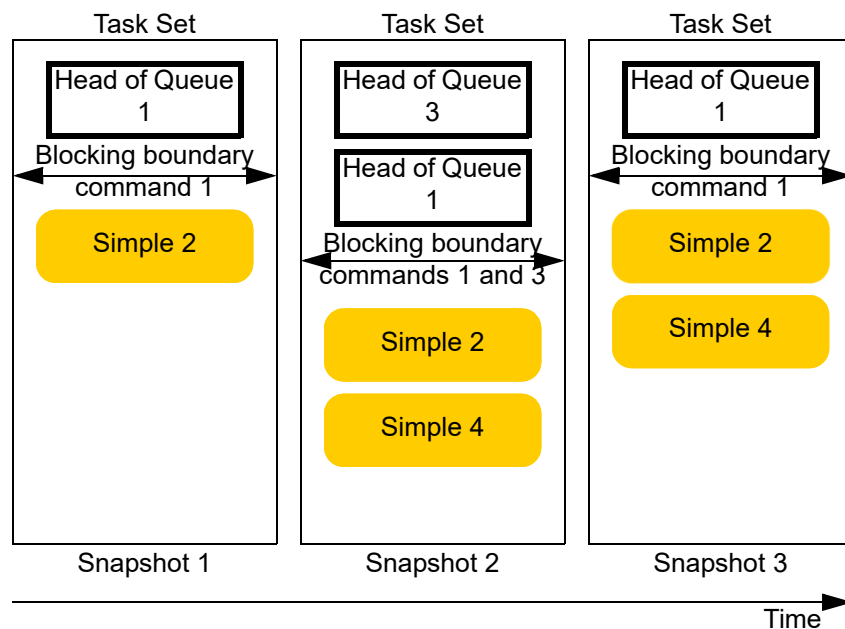 Task Set
Head of Queue
1
Blocking boundary
command 1
Simple 2
Snapshot 1
Task Set
Head of Queue
3
Head of Queue
1
Blocking boundary
commands 1 and 3
Simple 2
Simple 4
Snapshot 2
Task Set
Head of Queue
1
Blocking boundary
command 1
Simple 2
Simple 4
Snapshot 3
Time